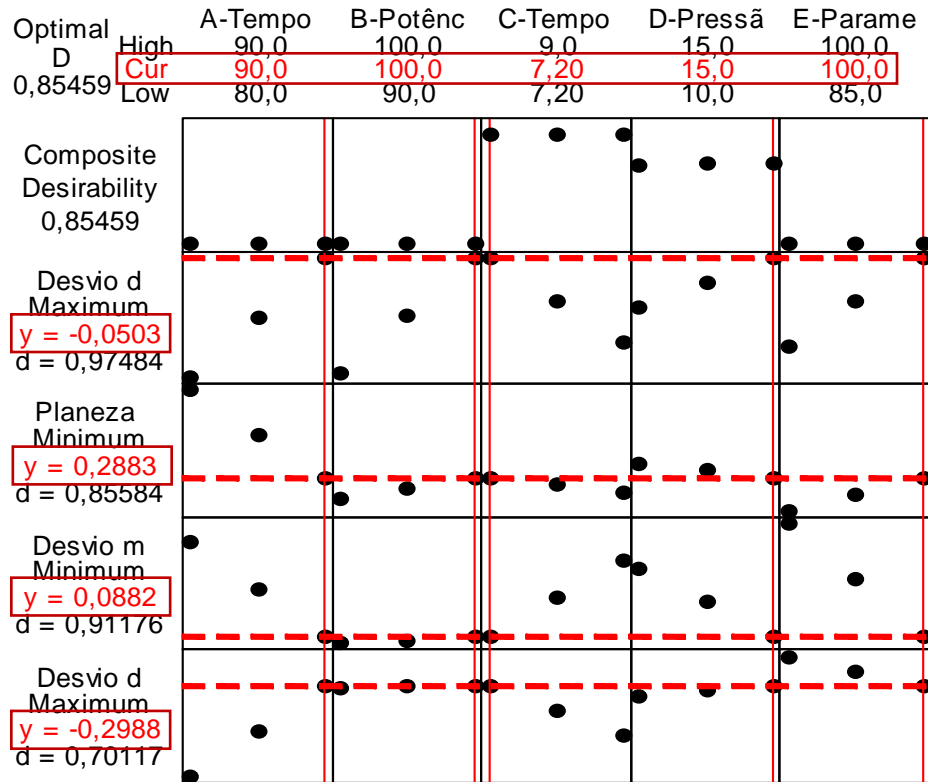 Optimal
D
0,85459
A-Tempo B-Potênc C-Tempo D-Pressã E-Parame
High 90,0 100,0 9,0 15,0 100,0
Cur 90,0 100,0 7,20 15,0 100,0
Low 80,0 90,0 7,20 10,0 85,0
Composite
Desirability
0,85459
Desvio d
Maximum
y = -0,0503
d = 0,97484
Planeza
Minimum
y = 0,2883
d = 0,85584
Desvio m
Minimum
y = 0,0882
d = 0,91176
Desvio d
Maximum
y = -0,2988
d = 0,70117